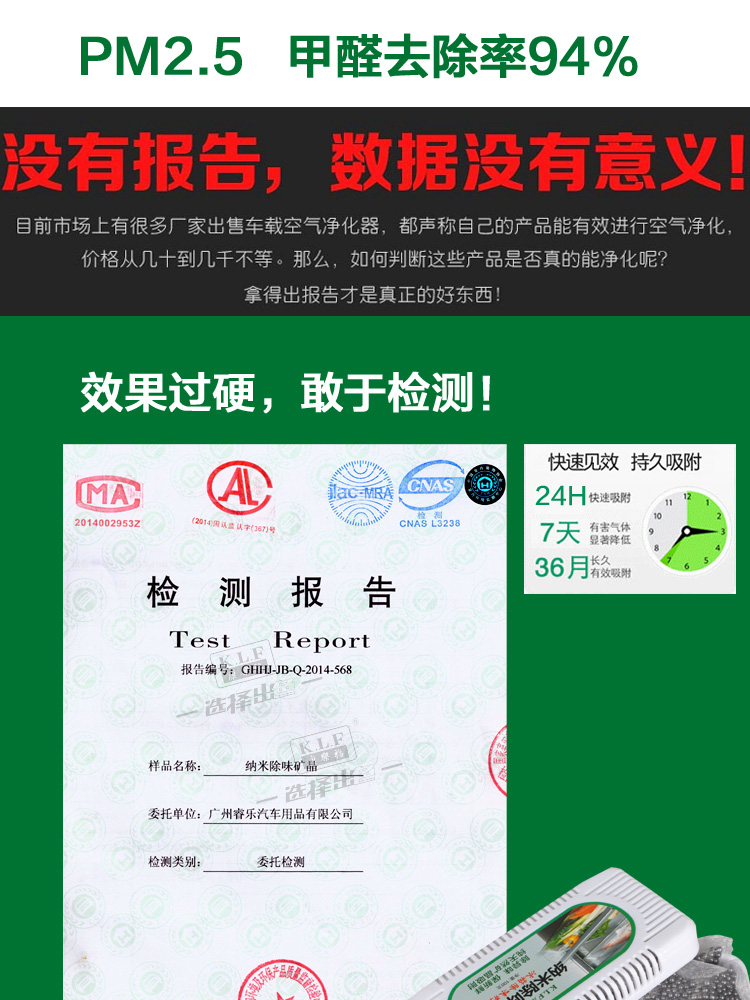 PM2.5 甲醛去除率94%
没有报告，数据没有意义!
目前市场上有很多厂家出售车载空气净化器，都声称自己的产品能有效进行空气净化，
价格从几十到几千不等。那么，如何判断这些产品是否真的能净化呢?
拿得出报告才是真正的好东西!
效果过硬，敢于检测!
MA
2014002953Z
AL
(2014)国认监认字(367)号
ilac-MRA
CNAS
检测
CNAS L3238
检 测 报 告
Test Report
报告编号: GHHJ-JB-Q-2014-568
KLF
选择出
样品名称: 纳米除味矿晶
KLF
选择出
委托单位: 广州睿乐汽车用品有限公司
检测类别: 委托检测
快速见效 持久吸附
24H 快速吸附
7天 有害气体
显著降低
36月 长久
有效吸附
12
1
2
3
4
5
6
7
8
9
10
11
KLF
纳米除